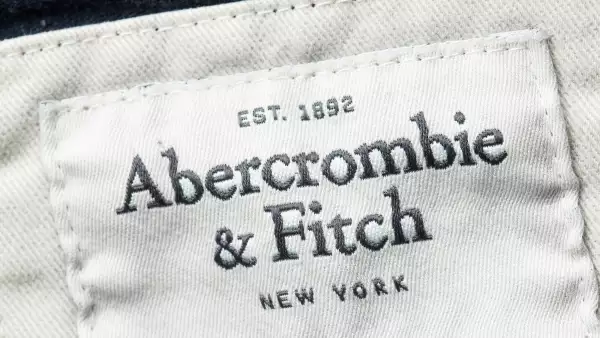 EST. 1892
Abercrombie
& Fitch
NEW YORK